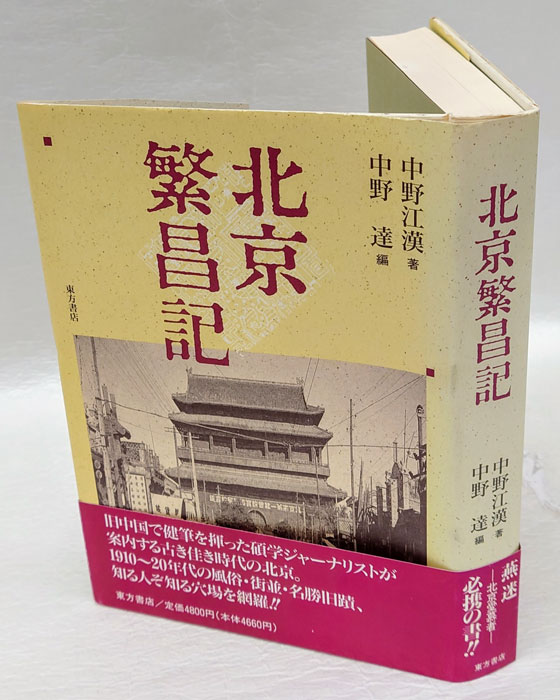 北京
繁昌記
中野江漢 著
中野 達 編
東方書店
旧中国で健筆を揮った碩学ジャーナリストが
案内する古き佳き時代の北京。
1910〜20年代の風俗・街並・名勝旧蹟、
知る人ぞ知る穴場を網羅!!
東方書店/定価4800円(本体4660円)
北京繁昌記
中野江漢 著
中野 達 編
燕迷
—北京愛好者—
必携の書!!
東方書店